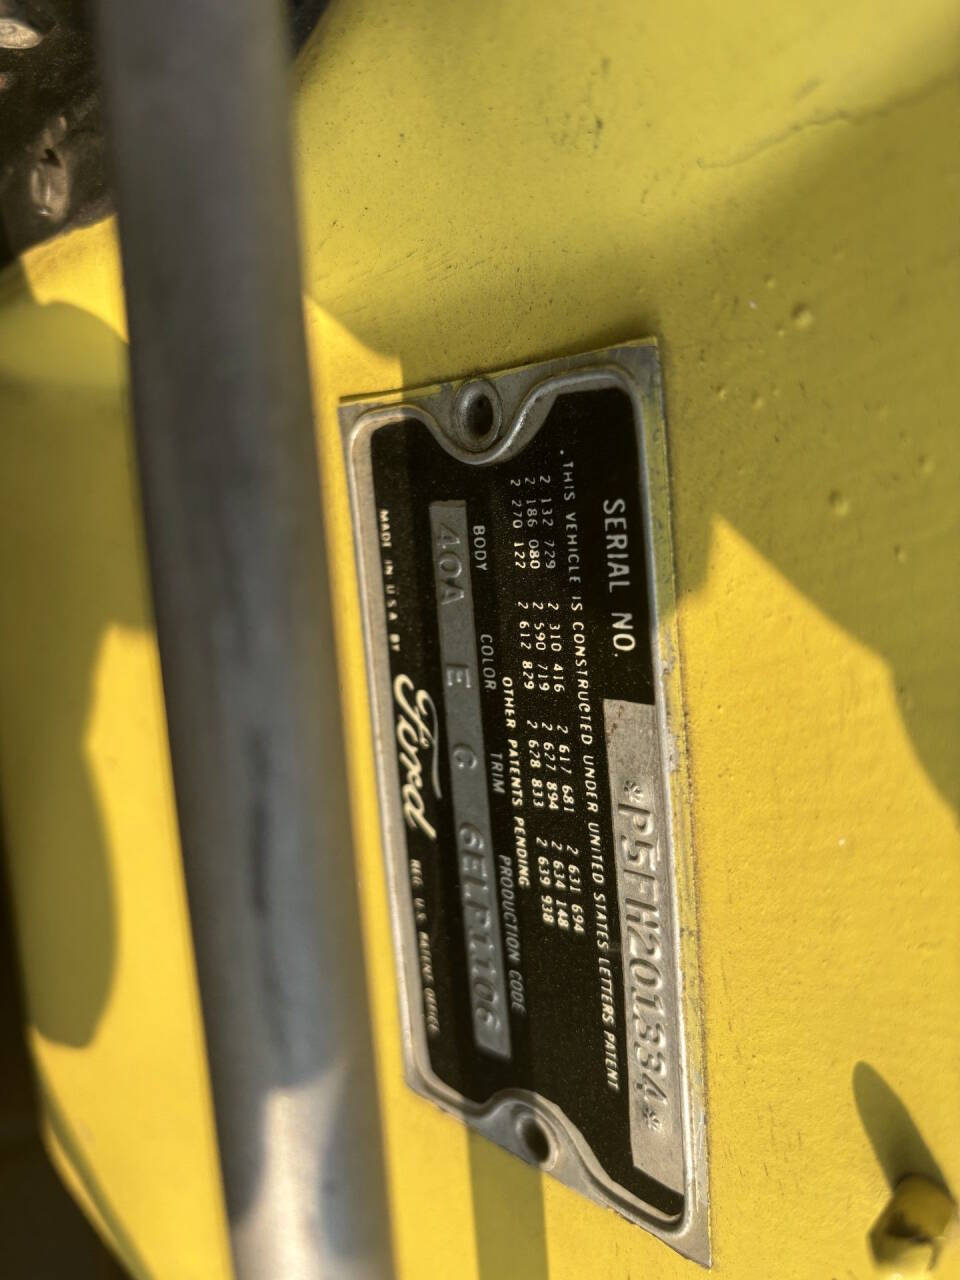 SERIAL NO. *P5FH201334*
• THIS VEHICLE IS CONSTRUCTED UNDER UNITED STATES LETTERS PATENT
2 132 729 2 310 416 2 617 681 2 631 694
2 186 080 2 590 719 2 627 894 2 634 148
2 270 122 2 612 829 2 628 833 2 639 938
OTHER PATENTS PENDING
BODY COLOR TRIM PRODUCTION CODE
40A E C 6ELP1106
MADE IN U.S.A. BY Ford REG. U.S. PATENT OFFICE